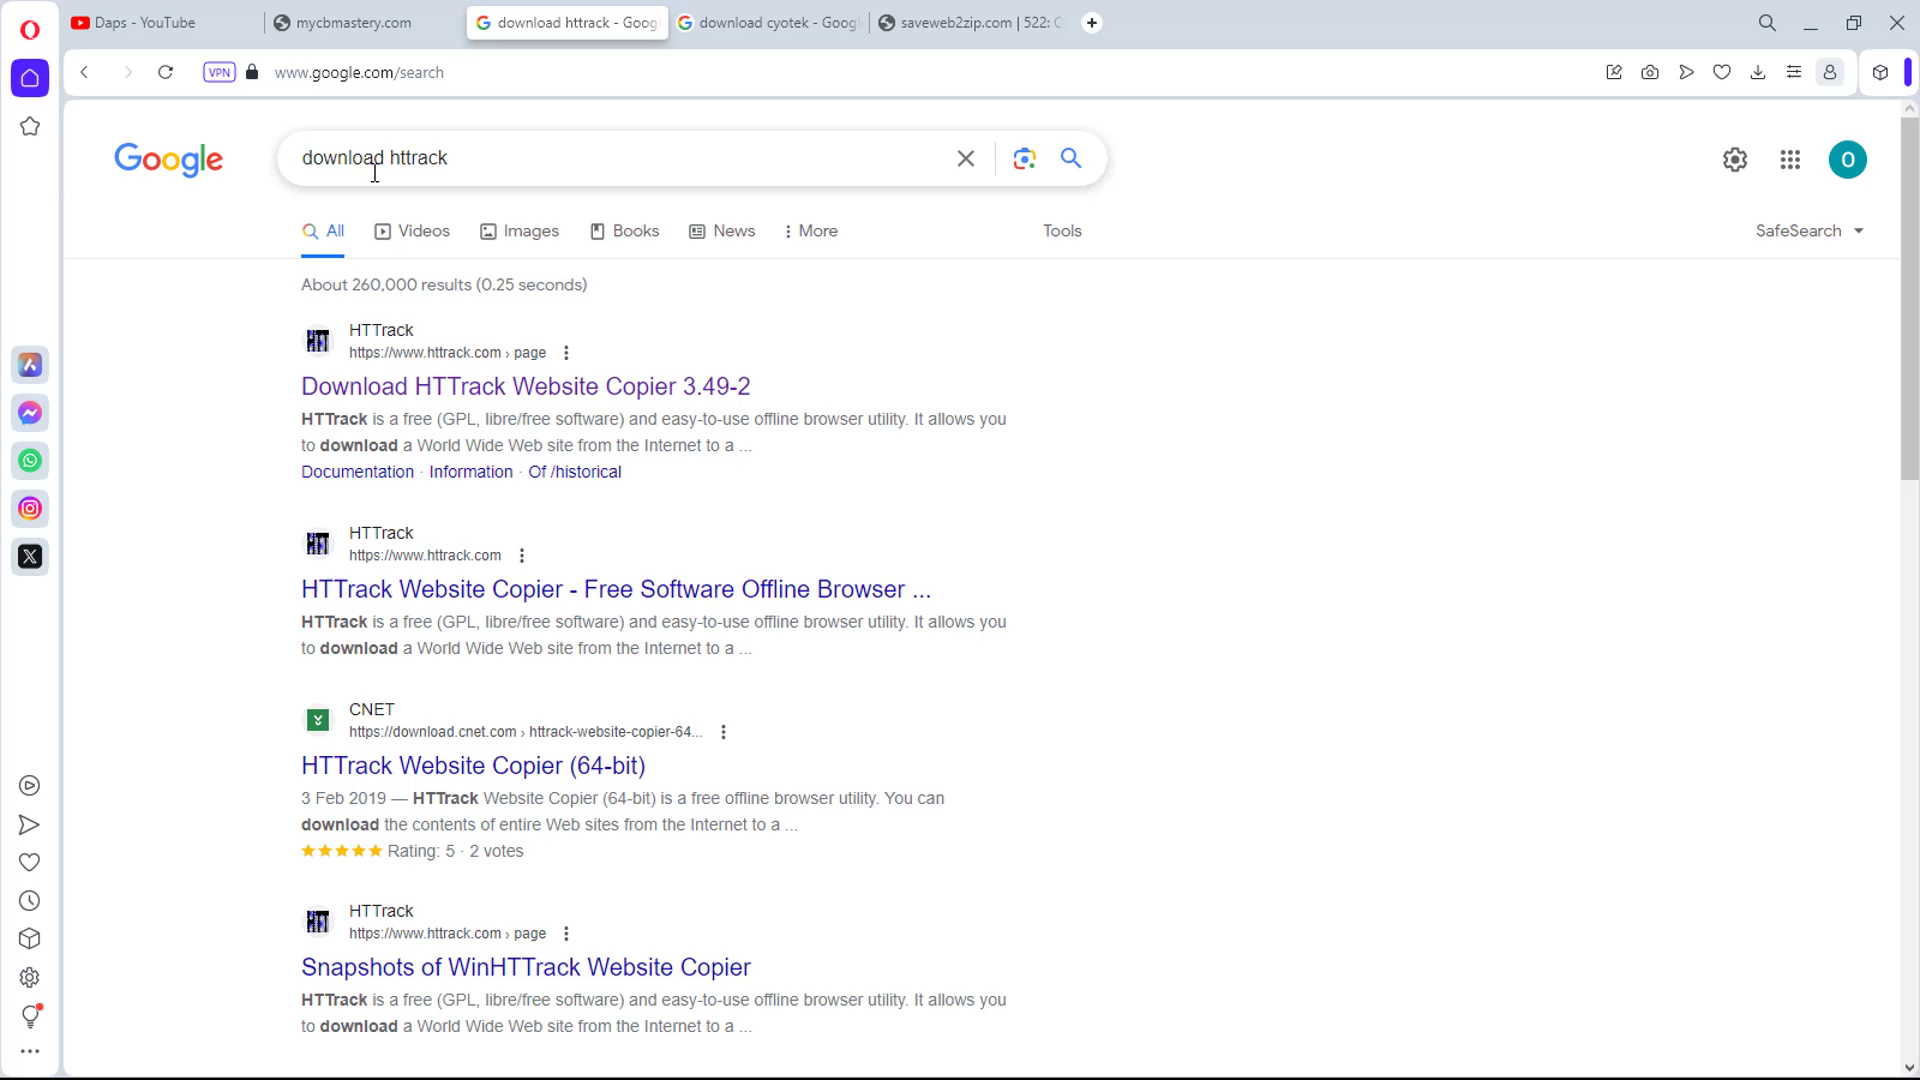 Daps - YouTube
mycbmastery.com
download httrack - Goog
download cyotek - Googl
saveweb2zip.com | 522: C
VPN
www.google.com/search
Google
download httrack
O
All
Videos
Images
Books
News
More
Tools
SafeSearch
About 260,000 results (0.25 seconds)
HTTrack
https://www.httrack.com › page
Download HTTrack Website Copier 3.49-2
HTTrack is a free (GPL, libre/free software) and easy-to-use offline browser utility. It allows you
to download a World Wide Web site from the Internet to a ...
Documentation · Information · Of /historical
HTTrack
https://www.httrack.com
HTTrack Website Copier - Free Software Offline Browser ...
HTTrack is a free (GPL, libre/free software) and easy-to-use offline browser utility. It allows you
to download a World Wide Web site from the Internet to a ...
CNET
https://download.cnet.com › httrack-website-copier-64...
HTTrack Website Copier (64-bit)
3 Feb 2019 — HTTrack Website Copier (64-bit) is a free offline browser utility. You can
download the contents of entire Web sites from the Internet to a ...
Rating: 5 · 2 votes
HTTrack
https://www.httrack.com › page
Snapshots of WinHTTrack Website Copier
HTTrack is a free (GPL, libre/free software) and easy-to-use offline browser utility. It allows you
to download a World Wide Web site from the Internet to a ...